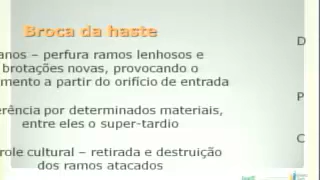 Broca da haste
anos – perfura ramos lenhosos e
brotações novas, provocando o
mento a partir do orifício de entrada
erência por determinados materiais,
entre eles o super-tardio
role cultural – retirada e destruição
dos ramos atacados
D
P
C